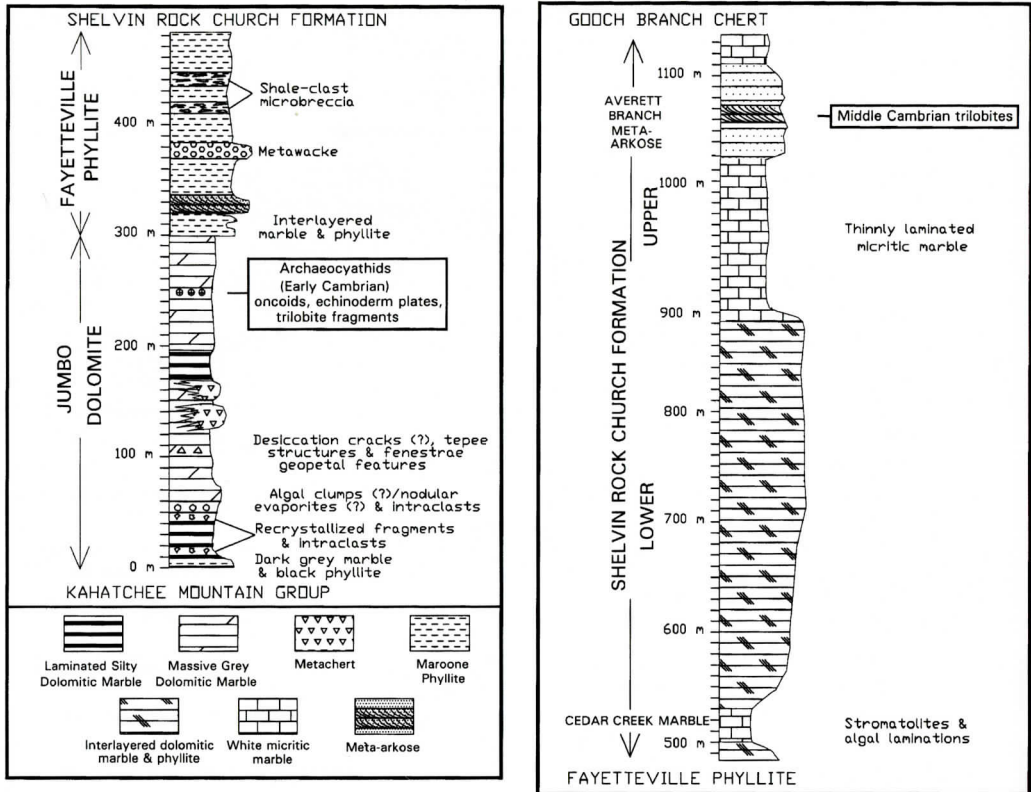 SHELVIN ROCK CHURCH FORMATION
FAYETTEVILLE
PHYLLITE
400 m
300 m
Shale-clast
microbreccia
Metawacke
Interlayered
marble & phyllite
JUMBO
DOLOMITE
200 m
100 m
0 m
Archaeocyathids
(Early Cambrian)
oncoids, echinoderm plates,
trilobite fragments
Desiccation cracks (?), tepee
structures & fenestrae
geopetal features
Algal clumps (?)/nodular
evaporites (?) & intraclasts
Recrystallized fragments
& intraclasts
Dark grey marble
& black phyllite
KAHATCHEE MOUNTAIN GROUP
Laminated Silty
Dolomitic Marble
Massive Grey
Dolomitic Marble
Metachert
Maroone
Phyllite
Interlayered dolomitic
marble & phyllite
White micritic
marble
Meta-arkose
GOOCH BRANCH CHERT
SHELVIN ROCK CHURCH FORMATION
UPPER
LOWER
AVERETT
BRANCH
META-
ARKOSE
1100 m
1000 m
900 m
800 m
700 m
600 m
500 m
Middle Cambrian trilobites
Thinnly laminated
micritic marble
CEDAR CREEK MARBLE
Stromatolites &
algal laminations
FAYETTEVILLE PHYLLITE